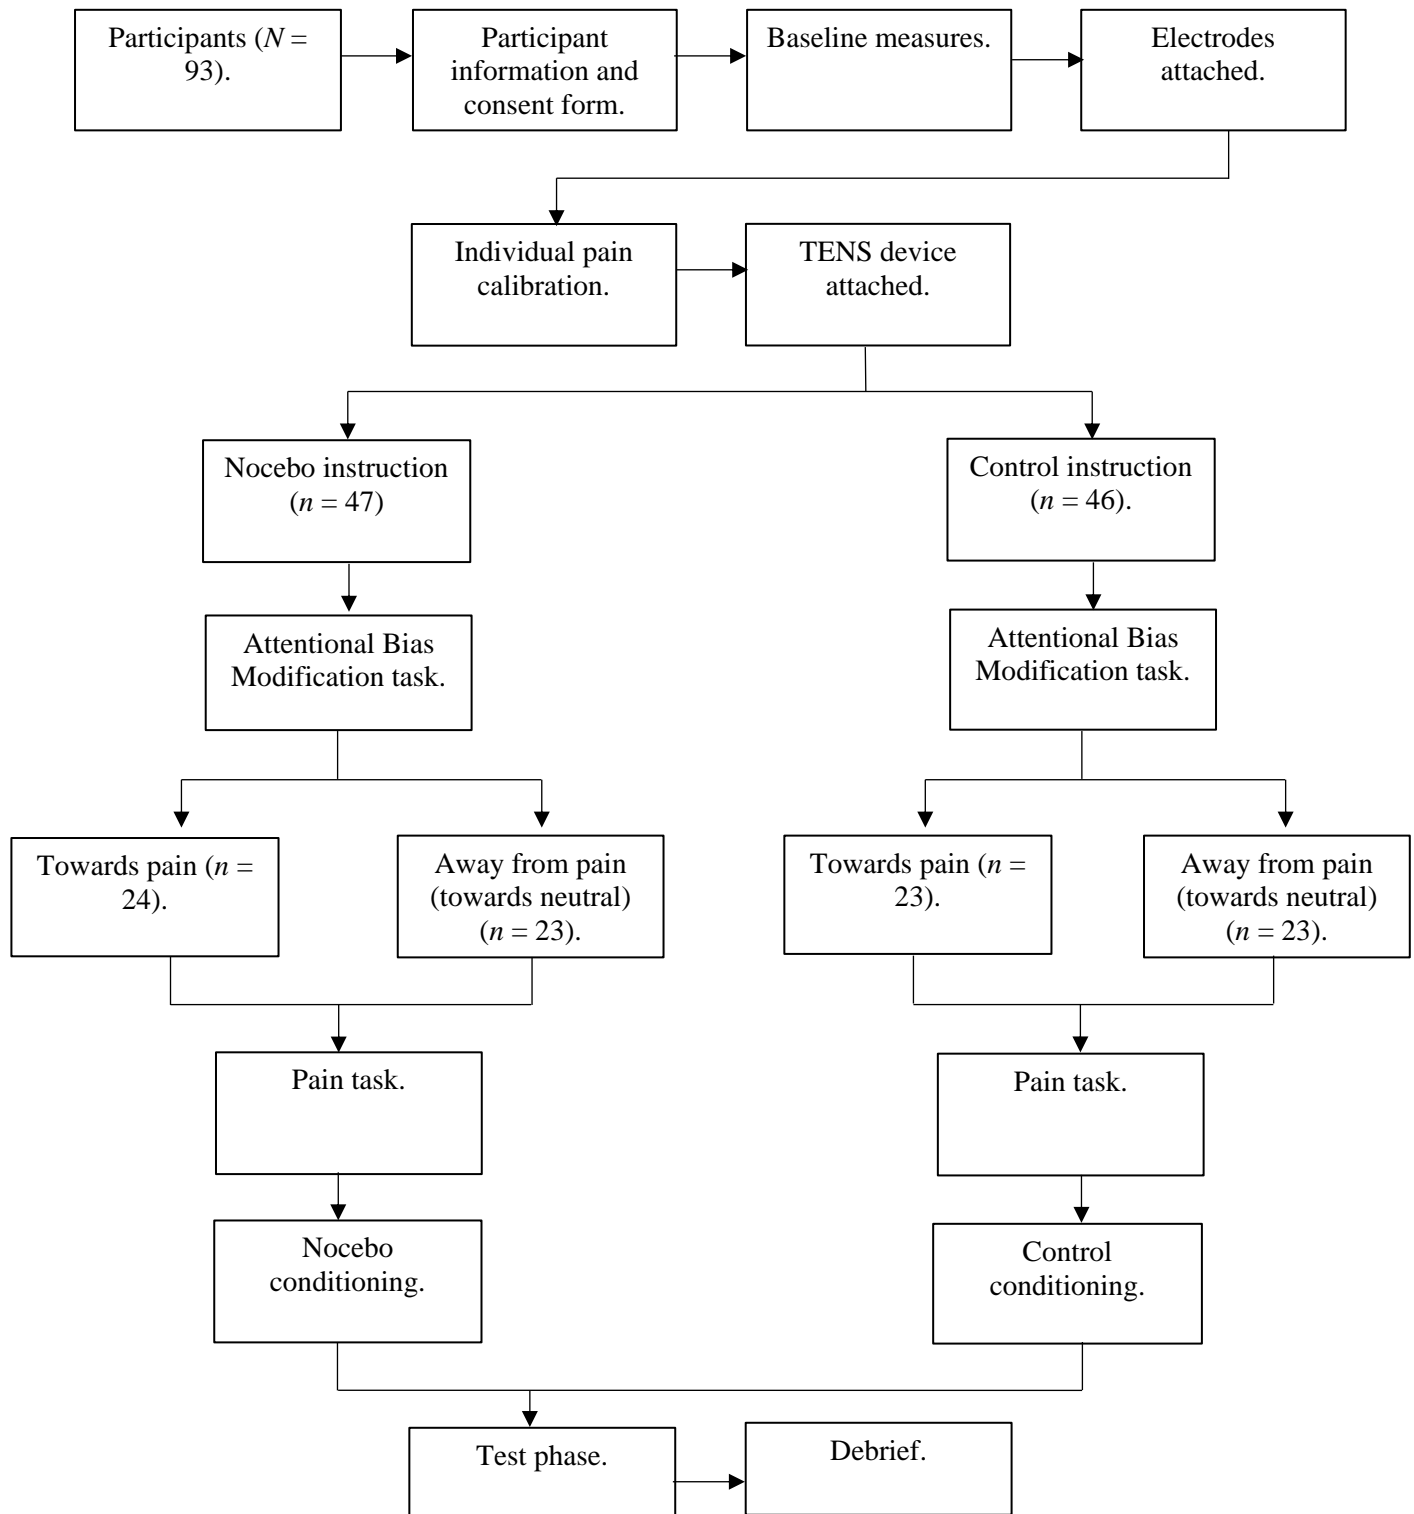 Participants (N =
93).
Participant
information and
consent form.
Baseline measures.
Electrodes
attached.
Individual pain
calibration.
TENS device
attached.
Nocebo instruction
(n = 47)
Control instruction
(n = 46).
Attentional Bias
Modification task.
Attentional Bias
Modification task.
Towards pain (n =
24).
Away from pain
(towards neutral)
(n = 23).
Towards pain (n =
23).
Away from pain
(towards neutral)
(n = 23).
Pain task.
Pain task.
Nocebo
conditioning.
Control
conditioning.
Test phase.
Debrief.